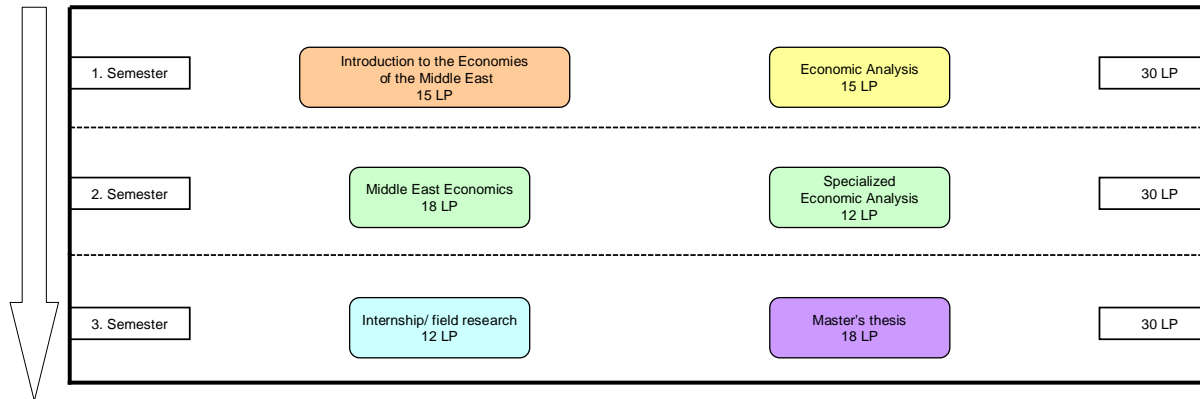 1. Semester
Introduction to the Economies
of the Middle East
15 LP
Economic Analysis
15 LP
30 LP
2. Semester
Middle East Economics
18 LP
Specialized
Economic Analysis
12 LP
30 LP
3. Semester
Internship/ field research
12 LP
Master's thesis
18 LP
30 LP